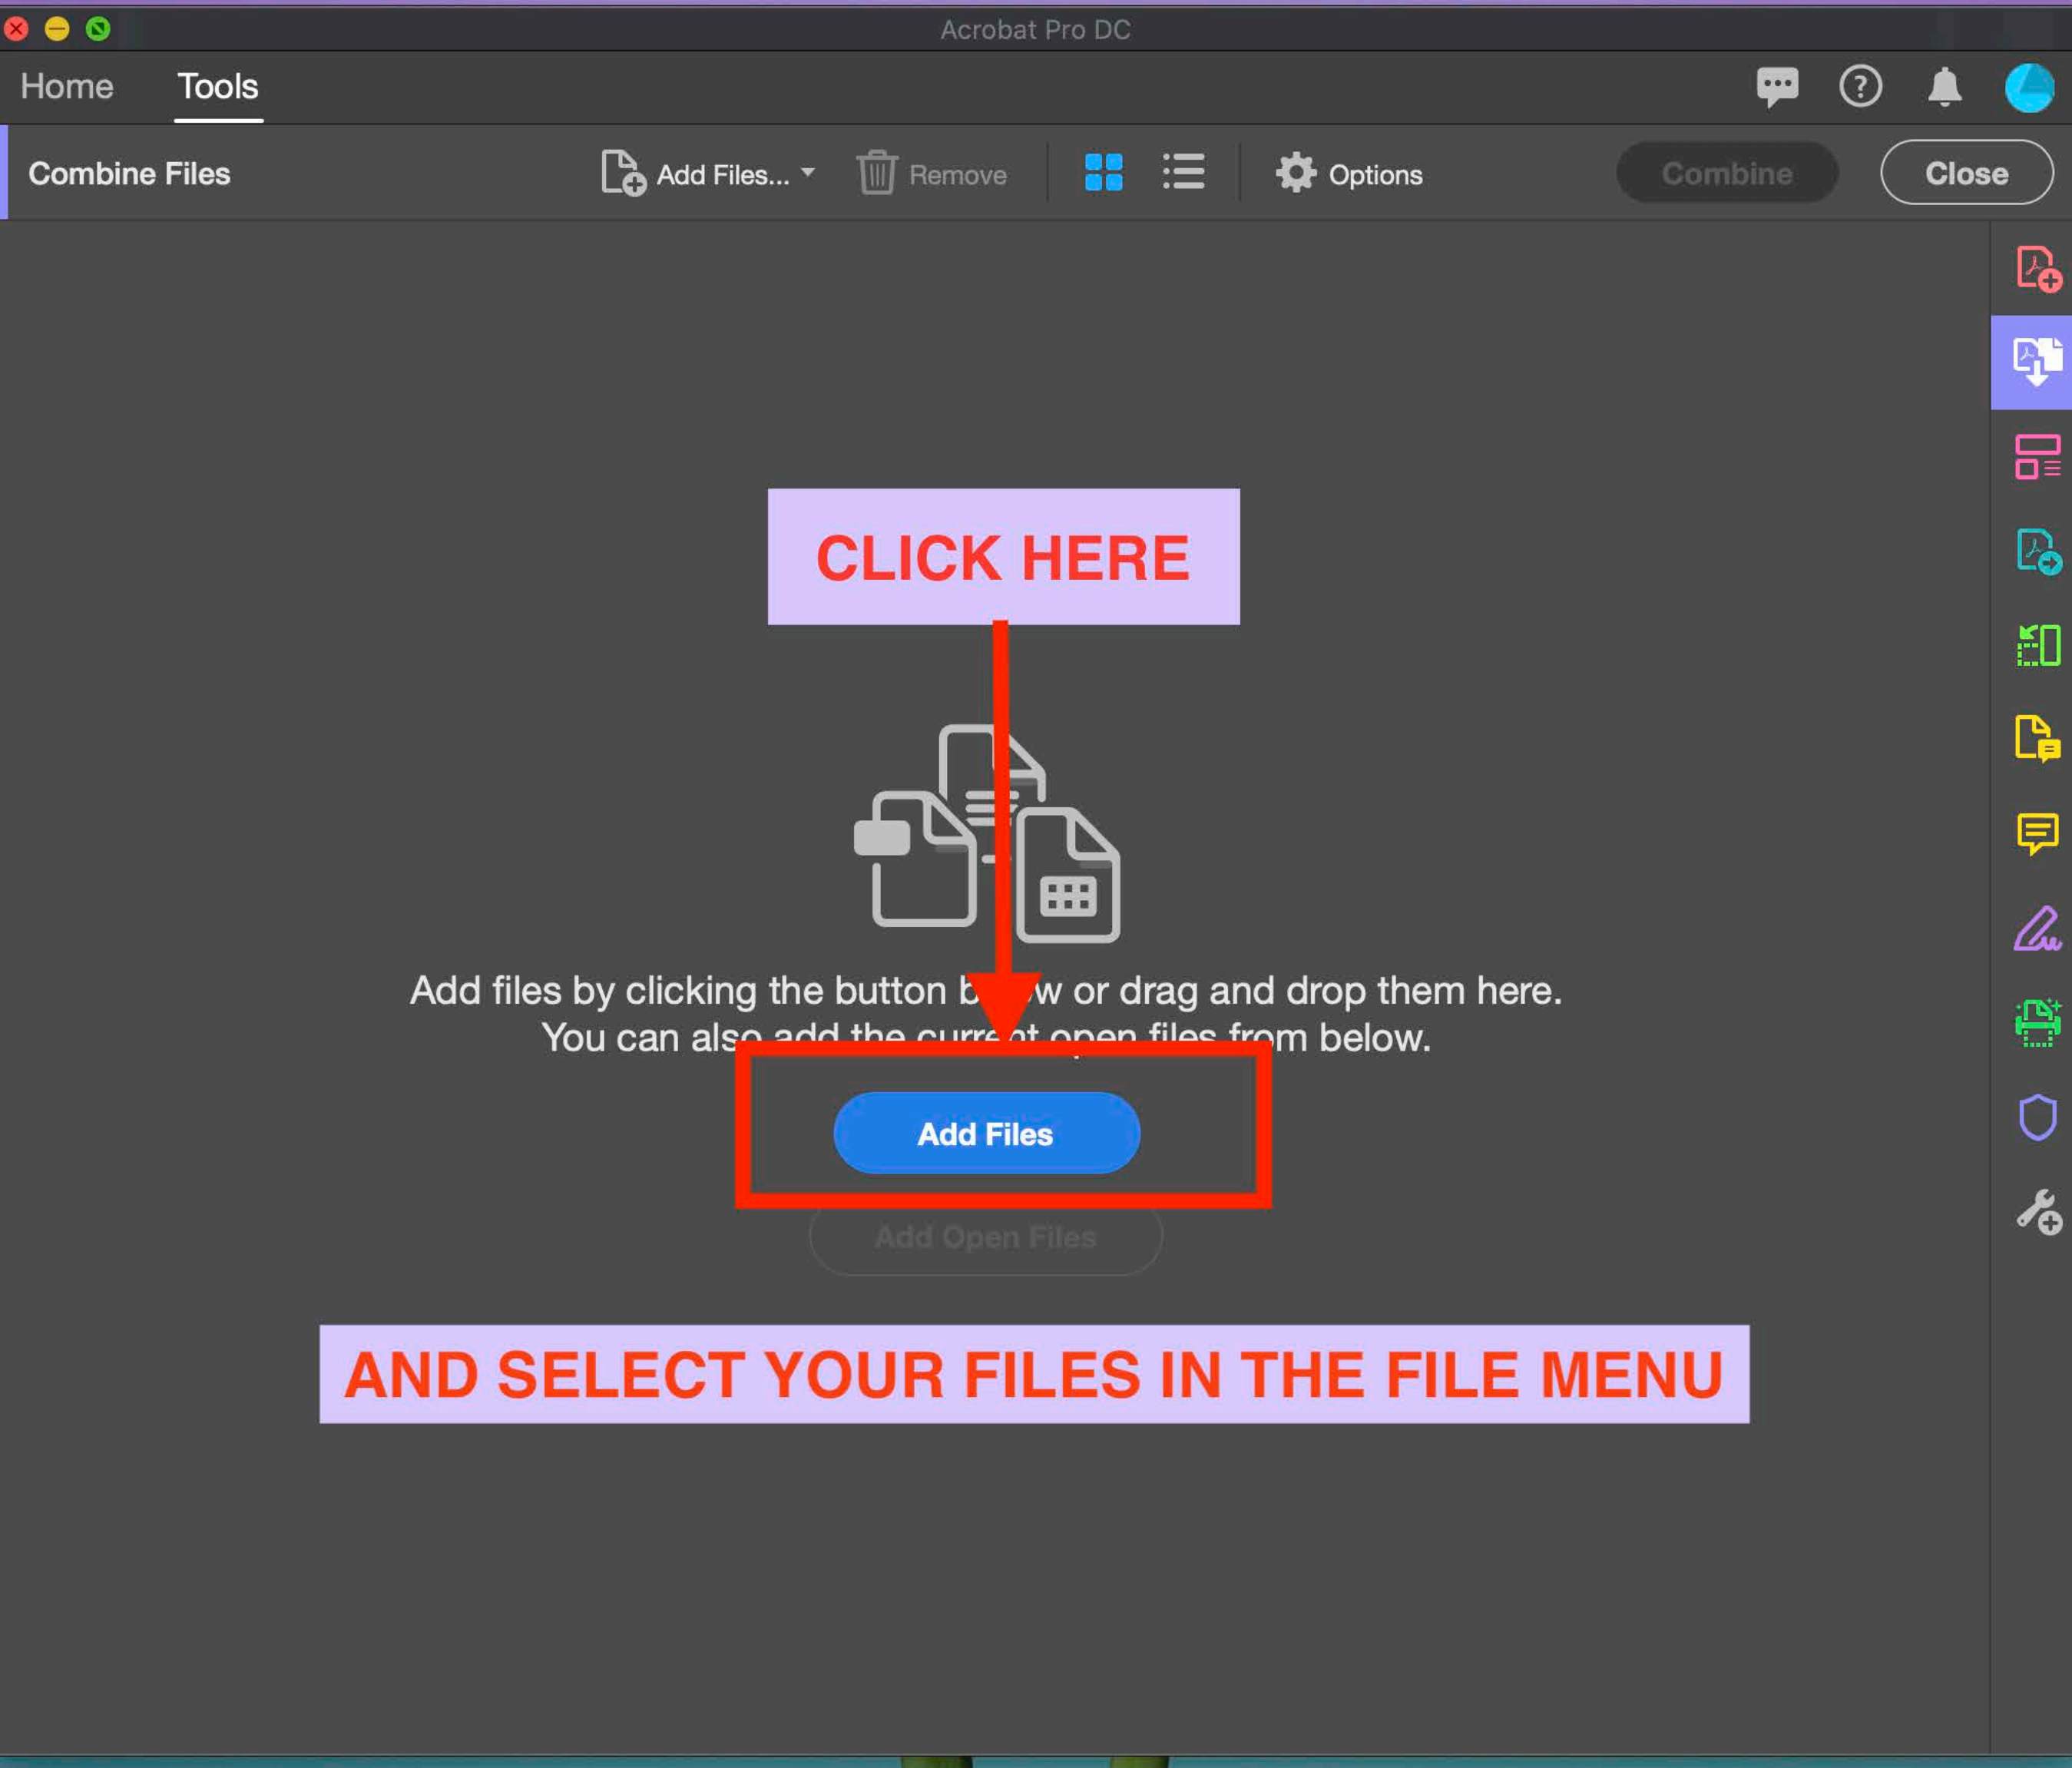 Acrobat Pro DC
Home Tools
Combine Files Add Files... Remove Options Combine Close
CLICK HERE
Add files by clicking the button or drag and drop them here.
You can also add the current open files from below.
Add Files
Add Open Files
AND SELECT YOUR FILES IN THE FILE MENU